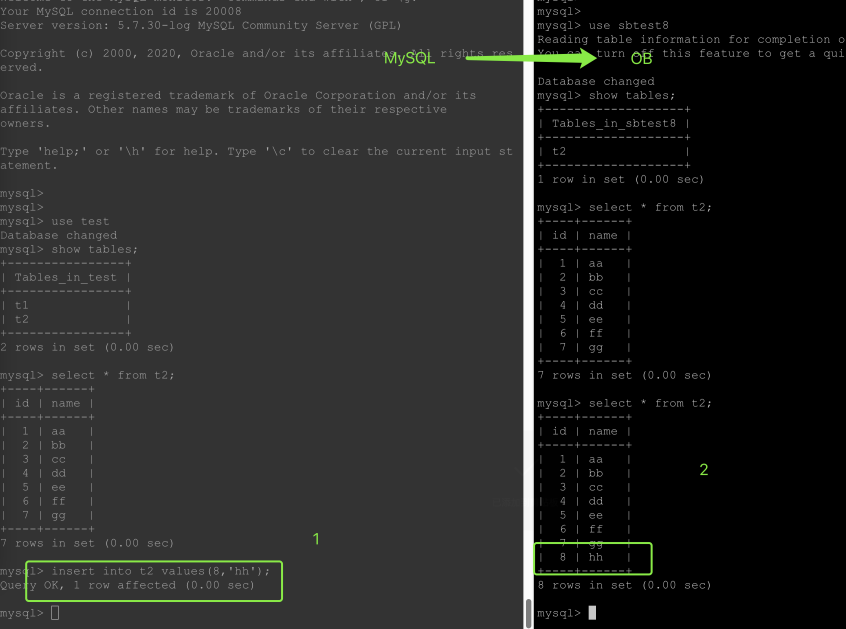 Your MySQL connection id is 20008
Server version: 5.7.30-log MySQL Community Server (GPL)
Copyright (c) 2000, 2020, Oracle and/or its affiliates. All rights res
erved.
Oracle is a registered trademark of Oracle Corporation and/or its
affiliates. Other names may be trademarks of their respective
owners.
Type 'help;' or '\h' for help. Type '\c' to clear the current input st
atement.
mysql>
mysql>
mysql> use test
Database changed
mysql> show tables;
+----------------+
| Tables_in_test |
+----------------+
| t1             |
| t2             |
+----------------+
2 rows in set (0.00 sec)
mysql> select * from t2;
+----+------+
| id | name |
+----+------+
|  1 | aa   |
|  2 | bb   |
|  3 | cc   |
|  4 | dd   |
|  5 | ee   |
|  6 | ff   |
|  7 | gg   |
+----+------+
7 rows in set (0.00 sec)
1
mysql> insert into t2 values(8,'hh');
Query OK, 1 row affected (0.00 sec)
mysql>
MySQL
OB
mysql>
mysql> use sbtest8
Reading table information for completion o
You can turn off this feature to get a qui
Database changed
mysql> show tables;
+-------------------+
| Tables_in_sbtest8 |
+-------------------+
| t2                |
+-------------------+
1 row in set (0.00 sec)
mysql> select * from t2;
+----+------+
| id | name |
+----+------+
|  1 | aa   |
|  2 | bb   |
|  3 | cc   |
|  4 | dd   |
|  5 | ee   |
|  6 | ff   |
|  7 | gg   |
+----+------+
7 rows in set (0.00 sec)
mysql> select * from t2;
+----+------+
| id | name |
+----+------+
|  1 | aa   |
|  2 | bb   |
|  3 | cc   |
|  4 | dd   |
|  5 | ee   |
|  6 | ff   |
|  7 | gg   |
|  8 | hh   |
+----+------+
8 rows in set (0.00 sec)
2
mysql>